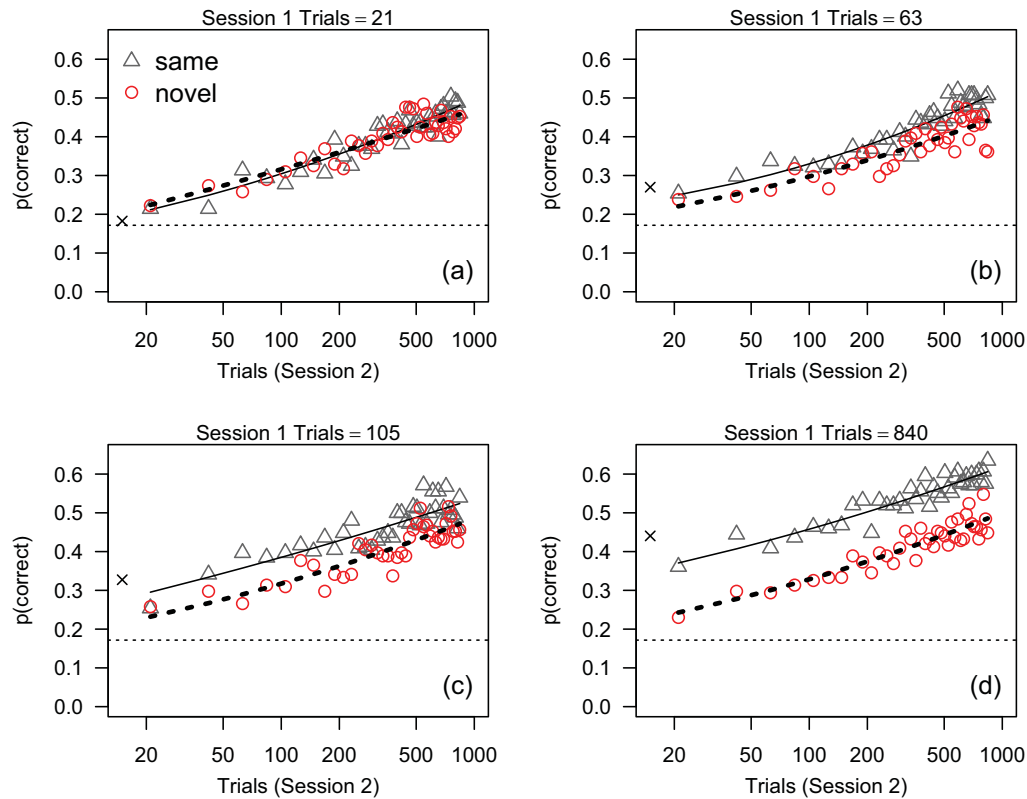 Session 1 Trials = 21
same
novel
p(correct)
0.6
0.5
0.4
0.3
0.2
0.1
0.0
(a)
20 50 100 200 500 1000
Trials (Session 2)
Session 1 Trials = 63
p(correct)
0.6
0.5
0.4
0.3
0.2
0.1
0.0
(b)
20 50 100 200 500 1000
Trials (Session 2)
Session 1 Trials = 105
p(correct)
0.6
0.5
0.4
0.3
0.2
0.1
0.0
(c)
20 50 100 200 500 1000
Trials (Session 2)
Session 1 Trials = 840
p(correct)
0.6
0.5
0.4
0.3
0.2
0.1
0.0
(d)
20 50 100 200 500 1000
Trials (Session 2)